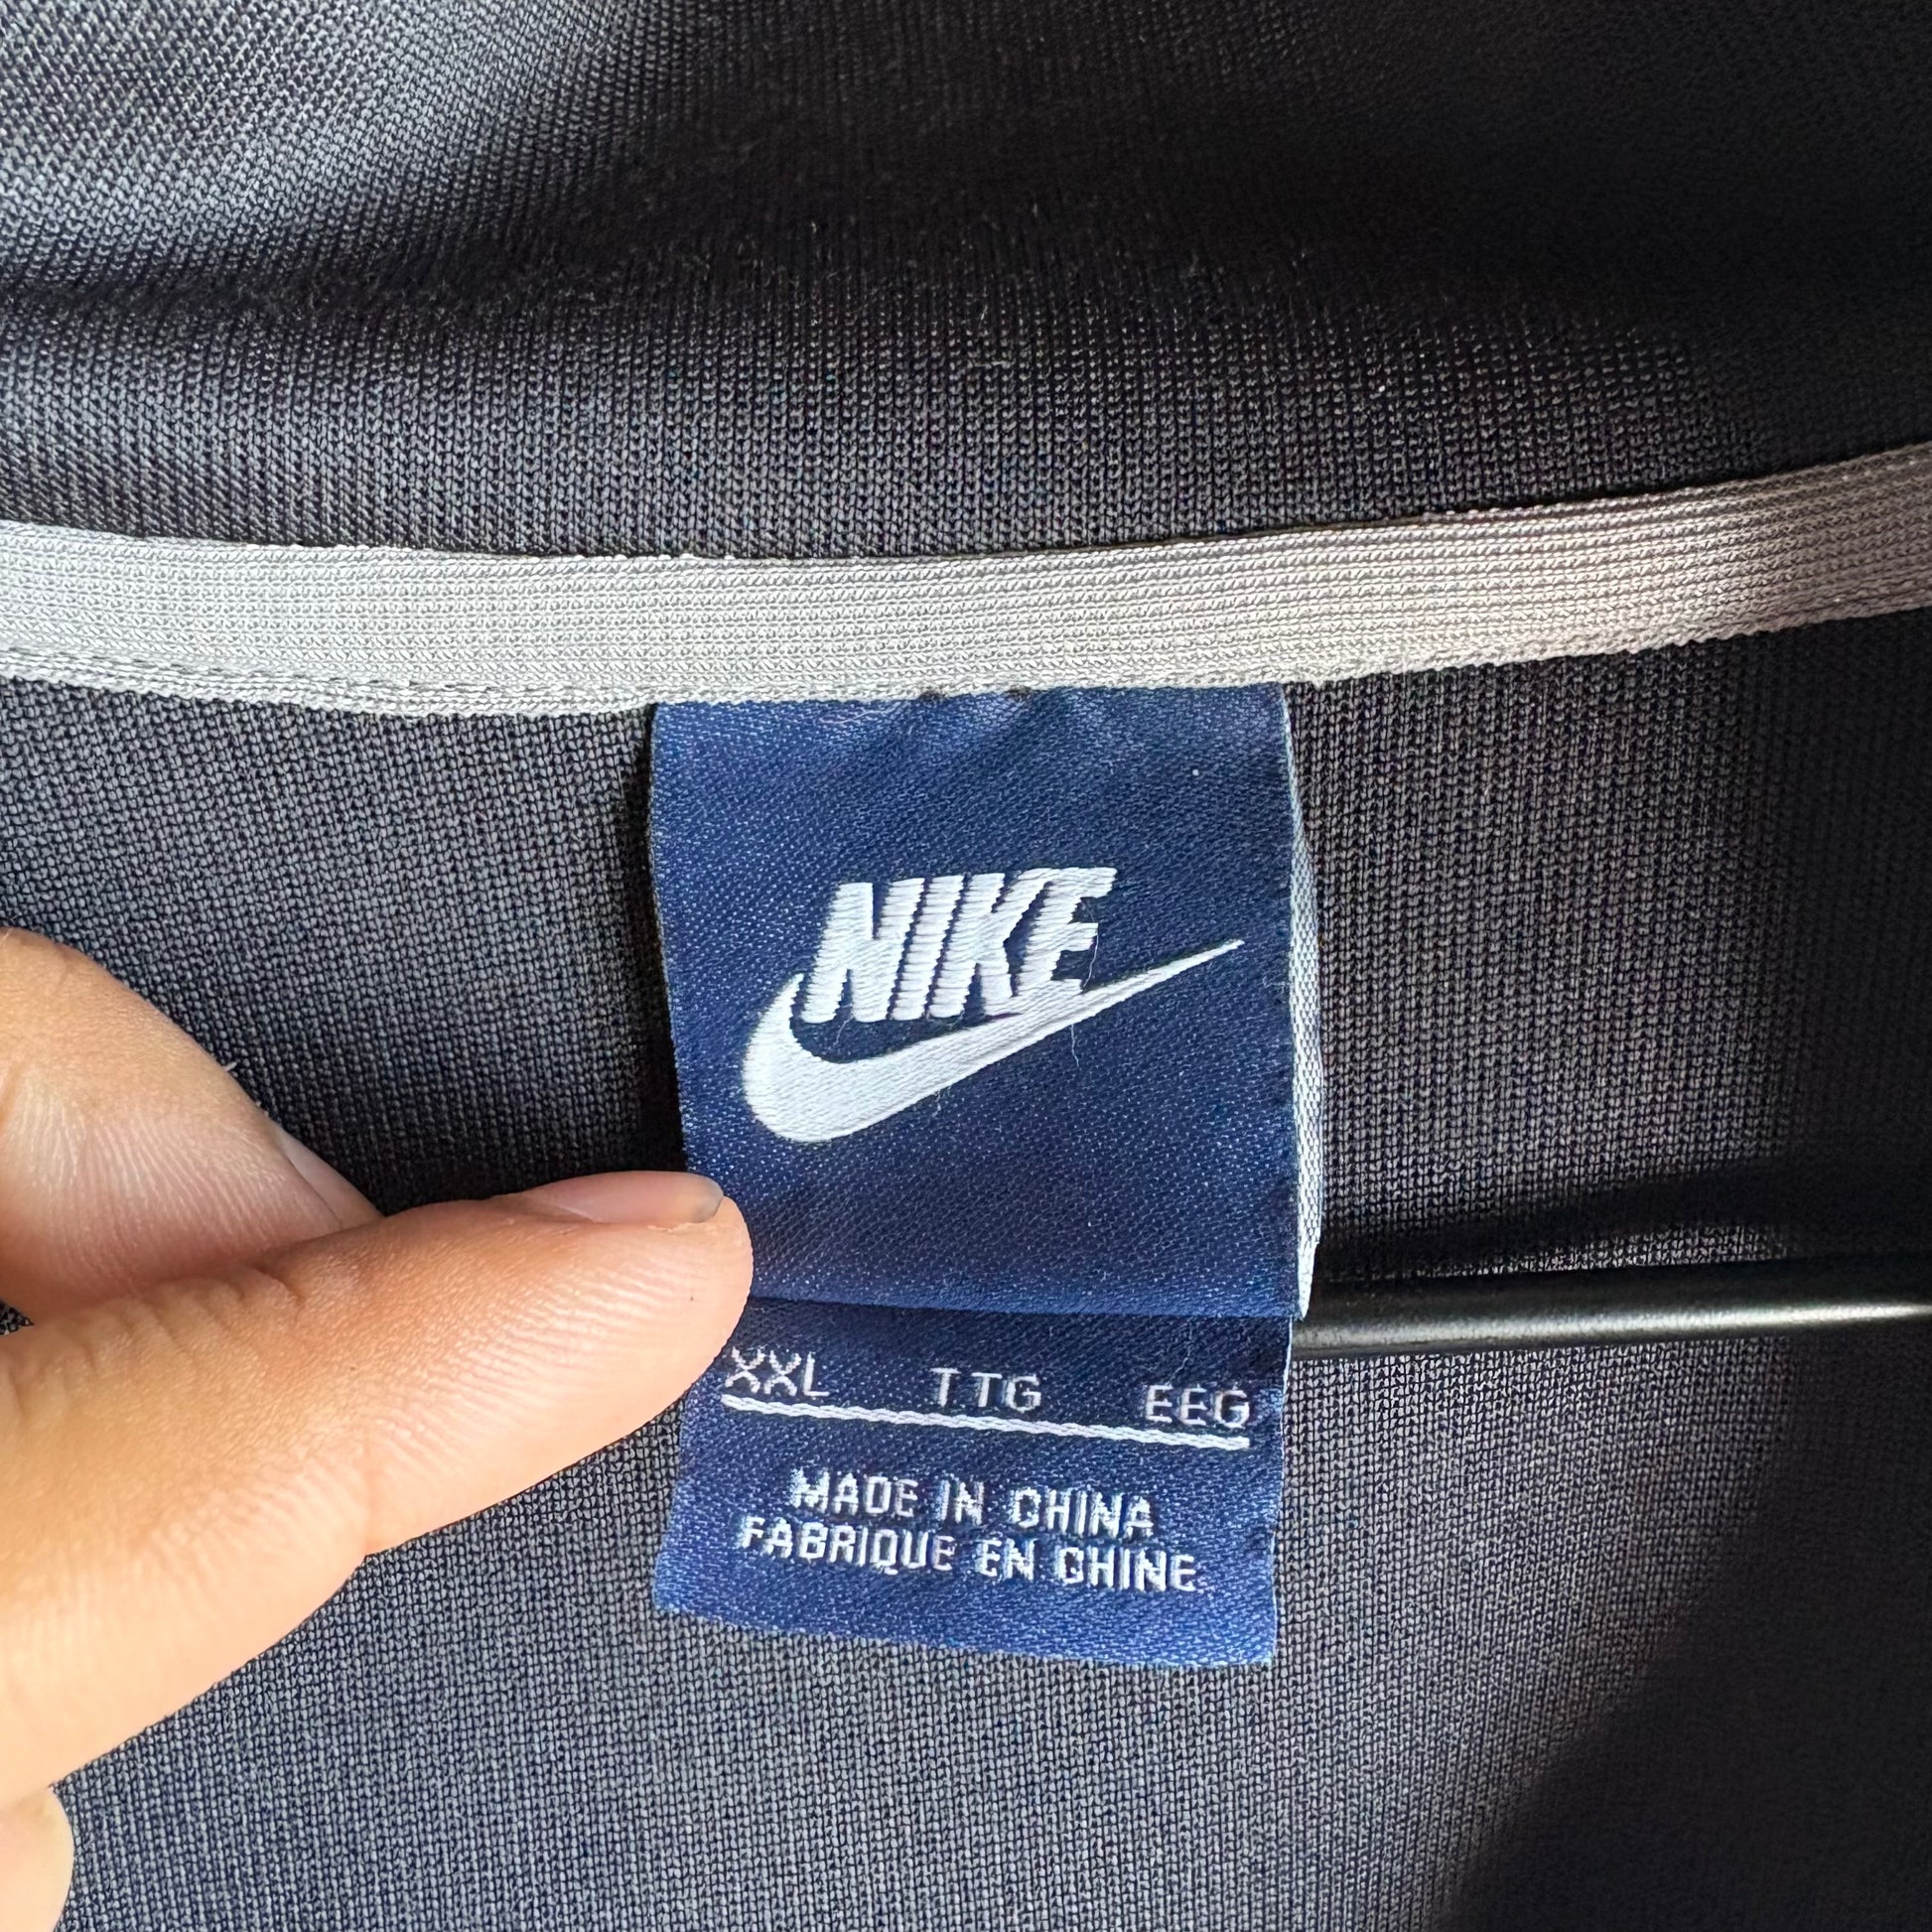 NIKE
XXL TTG EEG
MADE IN CHINA
FABRIQUE EN CHINE